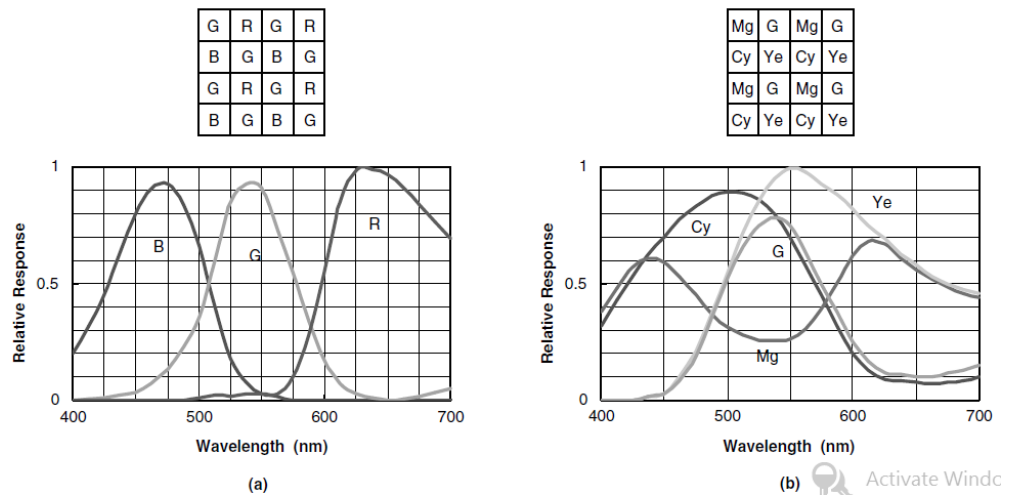 G R G R
B G B G
G R G R
B G B G
Mg G Mg G
Cy Ye Cy Ye
Mg G Mg G
Cy Ye Cy Ye
1
0.5
0
Relative Response
B
G
R
400
500
600
700
Wavelength (nm)
(a)
1
0.5
0
Relative Response
Cy
G
Ye
Mg
400
500
600
700
Wavelength (nm)
(b)
Activate Windo